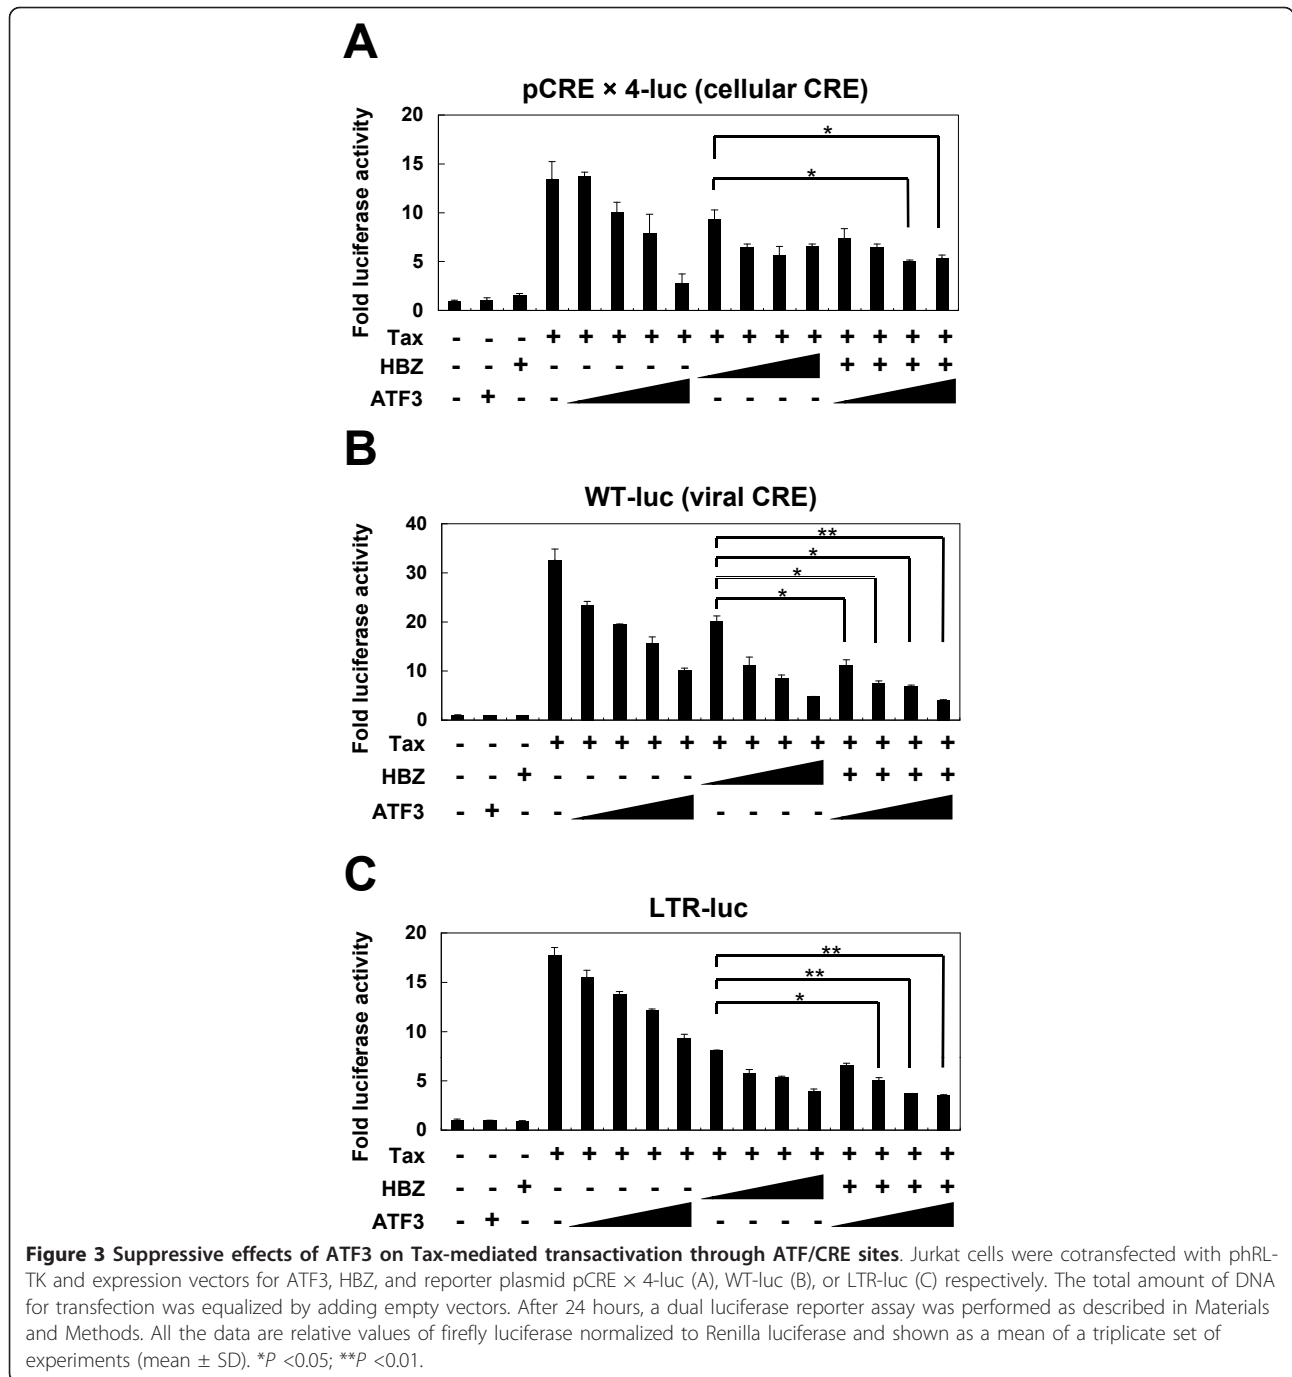 A
pCRE × 4-luc (cellular CRE)
Fold luciferase activity
20
15
10
5
0
*
*
Tax - - - + + + + + + + + + + + + +
HBZ - - + - - - - - + + + +
ATF3 - + - - - - - -
B
WT-luc (viral CRE)
Fold luciferase activity
40
30
20
10
0
**
*
*
*
Tax - - - + + + + + + + + + + + + +
HBZ - - + - - - - - + + + +
ATF3 - + - - - - - -
C
LTR-luc
Fold luciferase activity
20
15
10
5
0
**
**
*
Tax - - - + + + + + + + + + + + + +
HBZ - - + - - - - - + + + +
ATF3 - + - - - - - -
Figure 3 Suppressive effects of ATF3 on Tax-mediated transactivation through ATF/CRE sites. Jurkat cells were cotransfected with phRL-
TK and expression vectors for ATF3, HBZ, and reporter plasmid pCRE × 4-luc (A), WT-luc (B), or LTR-luc (C) respectively. The total amount of DNA
for transfection was equalized by adding empty vectors. After 24 hours, a dual luciferase reporter assay was performed as described in Materials
and Methods. All the data are relative values of firefly luciferase normalized to Renilla luciferase and shown as a mean of a triplicate set of
experiments (mean ± SD). *P <0.05; **P <0.01.